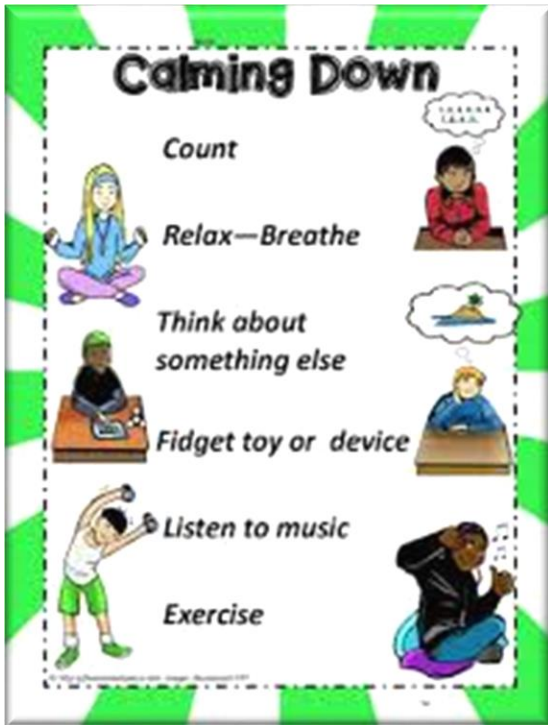 Calming Down
Count
Relax—Breathe
Think about
something else
Fidget toy or device
Listen to music
Exercise